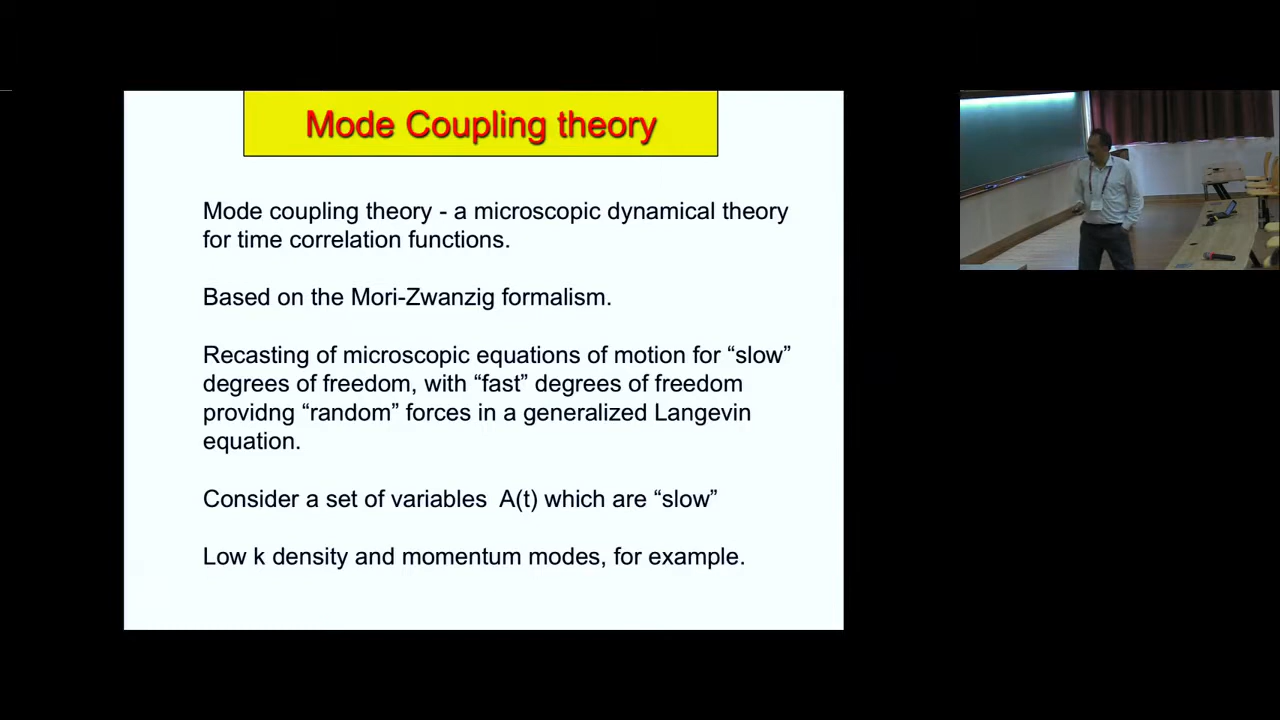 Mode Coupling theory
Mode coupling theory - a microscopic dynamical theory
for time correlation functions.
Based on the Mori-Zwanzig formalism.
Recasting of microscopic equations of motion for “slow”
degrees of freedom, with “fast” degrees of freedom
providng “random” forces in a generalized Langevin
equation.
Consider a set of variables A(t) which are “slow”
Low k density and momentum modes, for example.